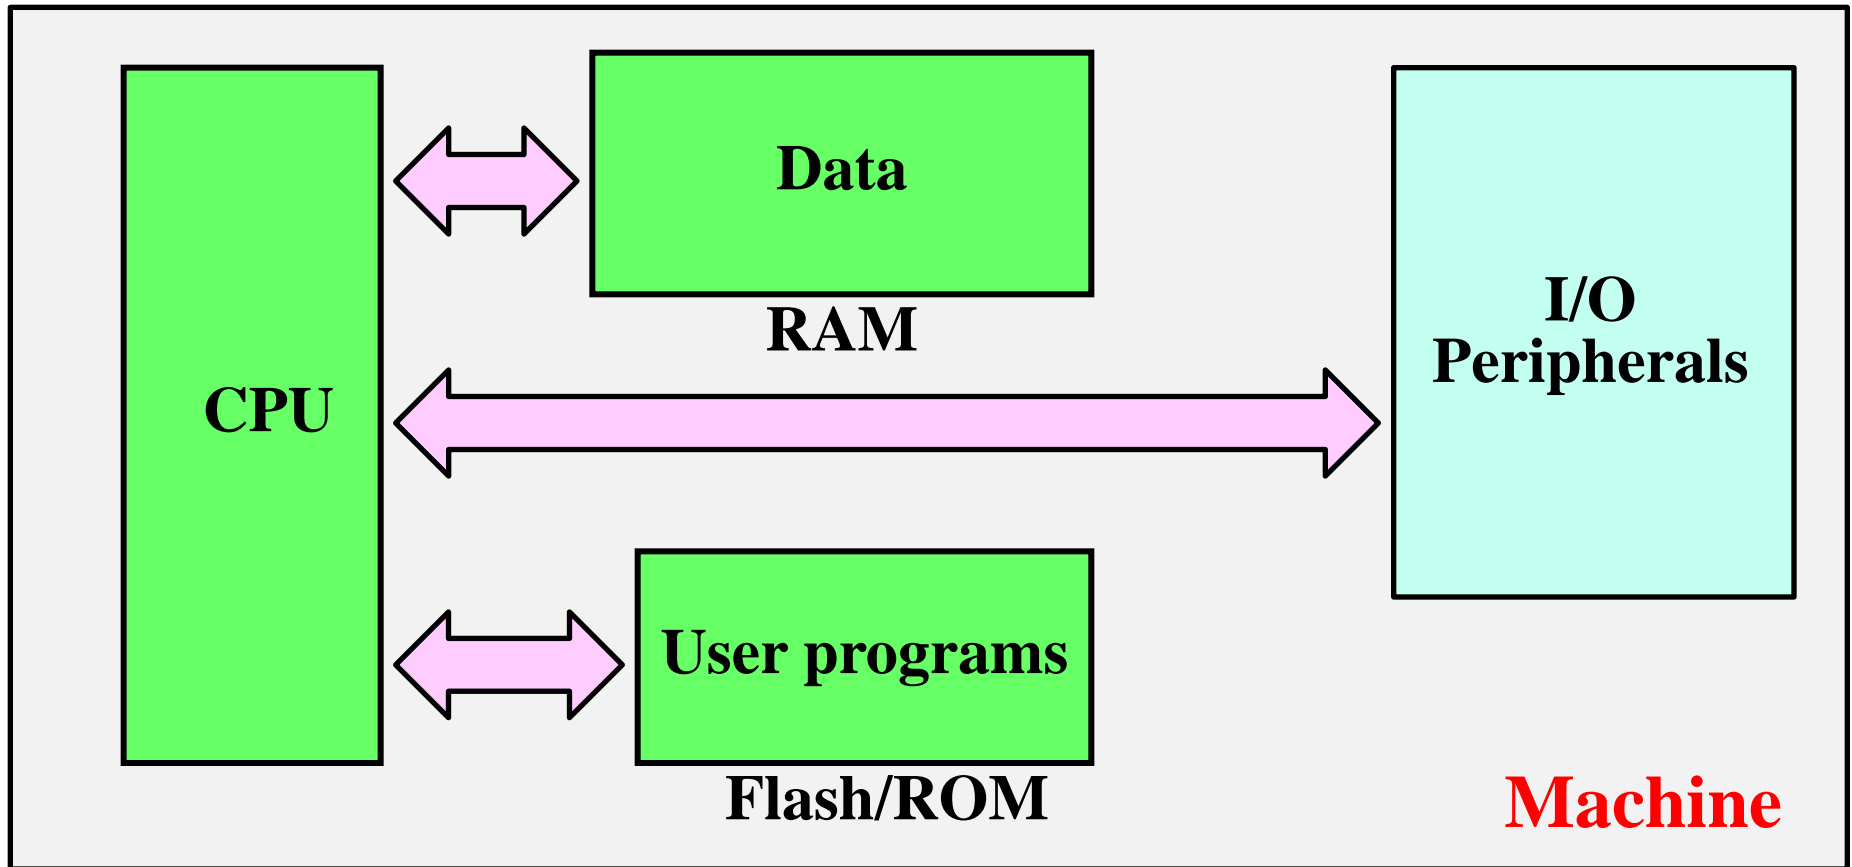 Data
RAM
CPU
I/O
Peripherals
User programs
Flash/ROM
Machine